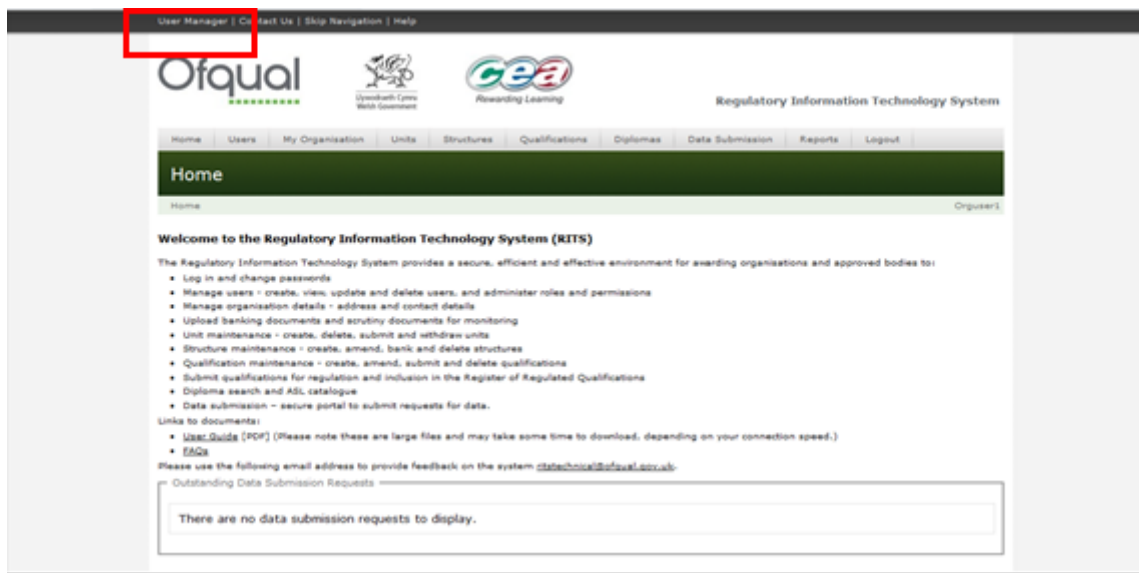 User Manager | Contact Us | Skip Navigation | Help
Ofqual
Llywodraeth Cymru
Welsh Government
cea
Rewarding Learning
Regulatory Information Technology System
Home Users My Organisation Units Structures Qualifications Diplomas Data Submission Reports Logout
Home
Home Orguser1
Welcome to the Regulatory Information Technology System (RITS)
The Regulatory Information Technology System provides a secure, efficient and effective environment for awarding organisations and approved bodies to:
• Log in and change passwords
• Manage users - create, view, update and delete users, and administer roles and permissions
• Manage organisation details - address and contact details
• Upload banking documents and scrutiny documents for monitoring
• Unit maintenance - create, delete, submit and withdraw units
• Structure maintenance - create, amend, bank and delete structures
• Qualification maintenance - create, amend, submit and delete qualifications
• Submit qualifications for regulation and inclusion in the Register of Regulated Qualifications
• Diploma search and ASL catalogue
• Data submission – secure portal to submit requests for data.
Links to documents:
• User Guide [PDF] (Please note these are large files and may take some time to download, depending on your connection speed.)
• FAQs
Please use the following email address to provide feedback on the system ritstechnical@ofqual.gov.uk.
Outstanding Data Submission Requests
There are no data submission requests to display.